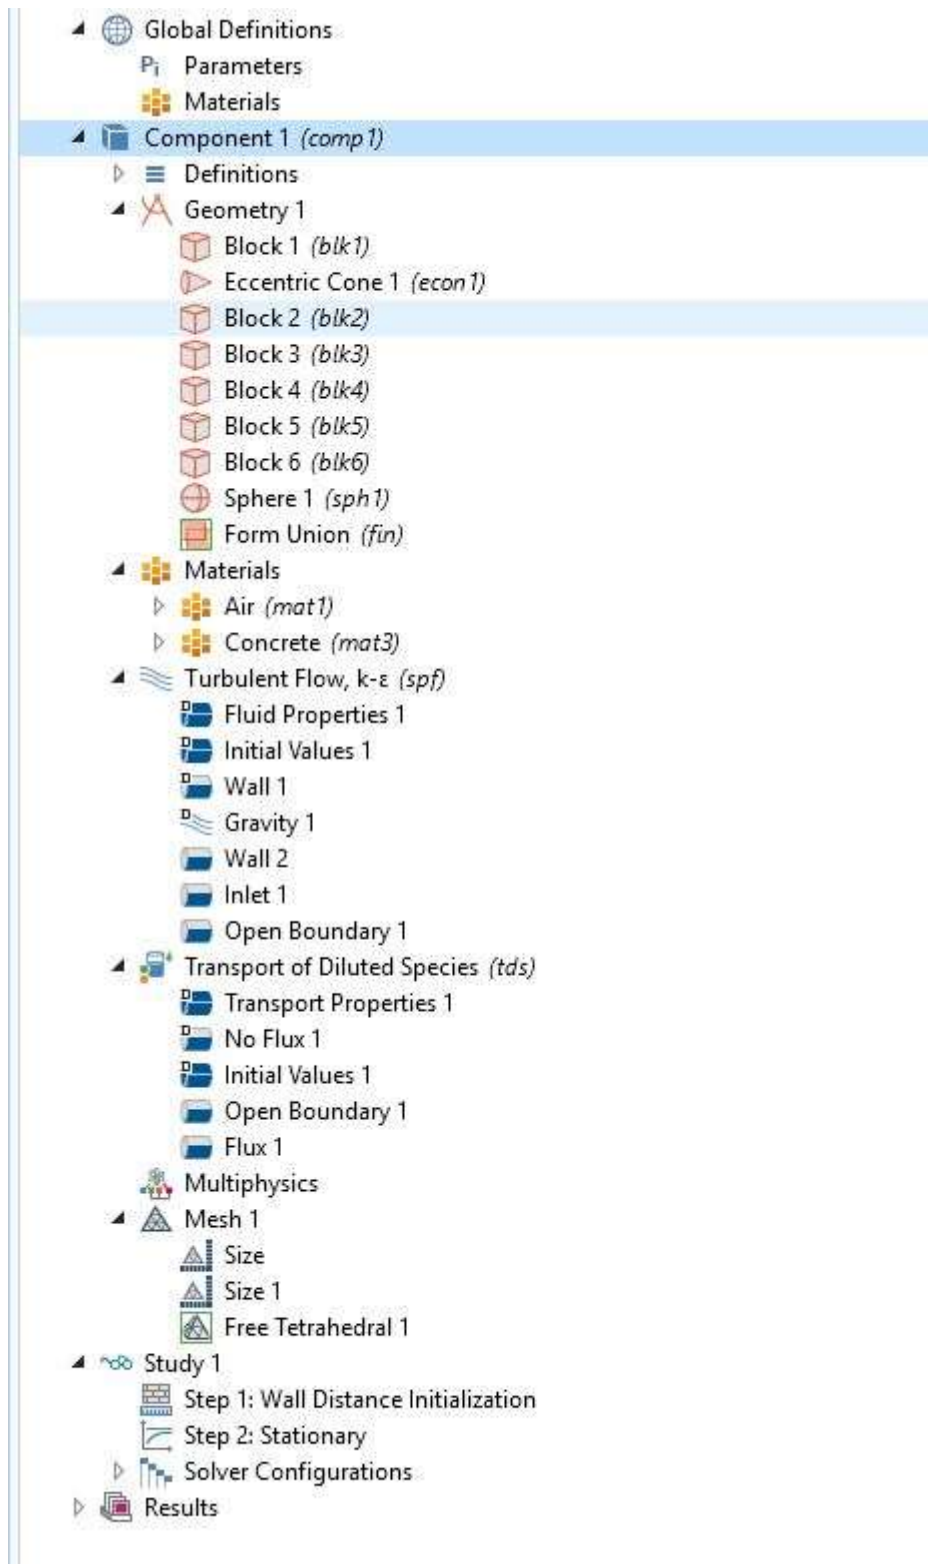 Global Definitions
Pi Parameters
Materials
Component 1 (comp1)
Definitions
Geometry 1
Block 1 (blk1)
Eccentric Cone 1 (econ1)
Block 2 (blk2)
Block 3 (blk3)
Block 4 (blk4)
Block 5 (blk5)
Block 6 (blk6)
Sphere 1 (sph1)
Form Union (fin)
Materials
Air (mat1)
Concrete (mat3)
Turbulent Flow, k-ε (spf)
D Fluid Properties 1
D Initial Values 1
D Wall 1
D Gravity 1
Wall 2
Inlet 1
Open Boundary 1
Transport of Diluted Species (tds)
D Transport Properties 1
D No Flux 1
D Initial Values 1
Open Boundary 1
Flux 1
Multiphysics
Mesh 1
Size
Size 1
Free Tetrahedral 1
Study 1
Step 1: Wall Distance Initialization
Step 2: Stationary
Solver Configurations
Results